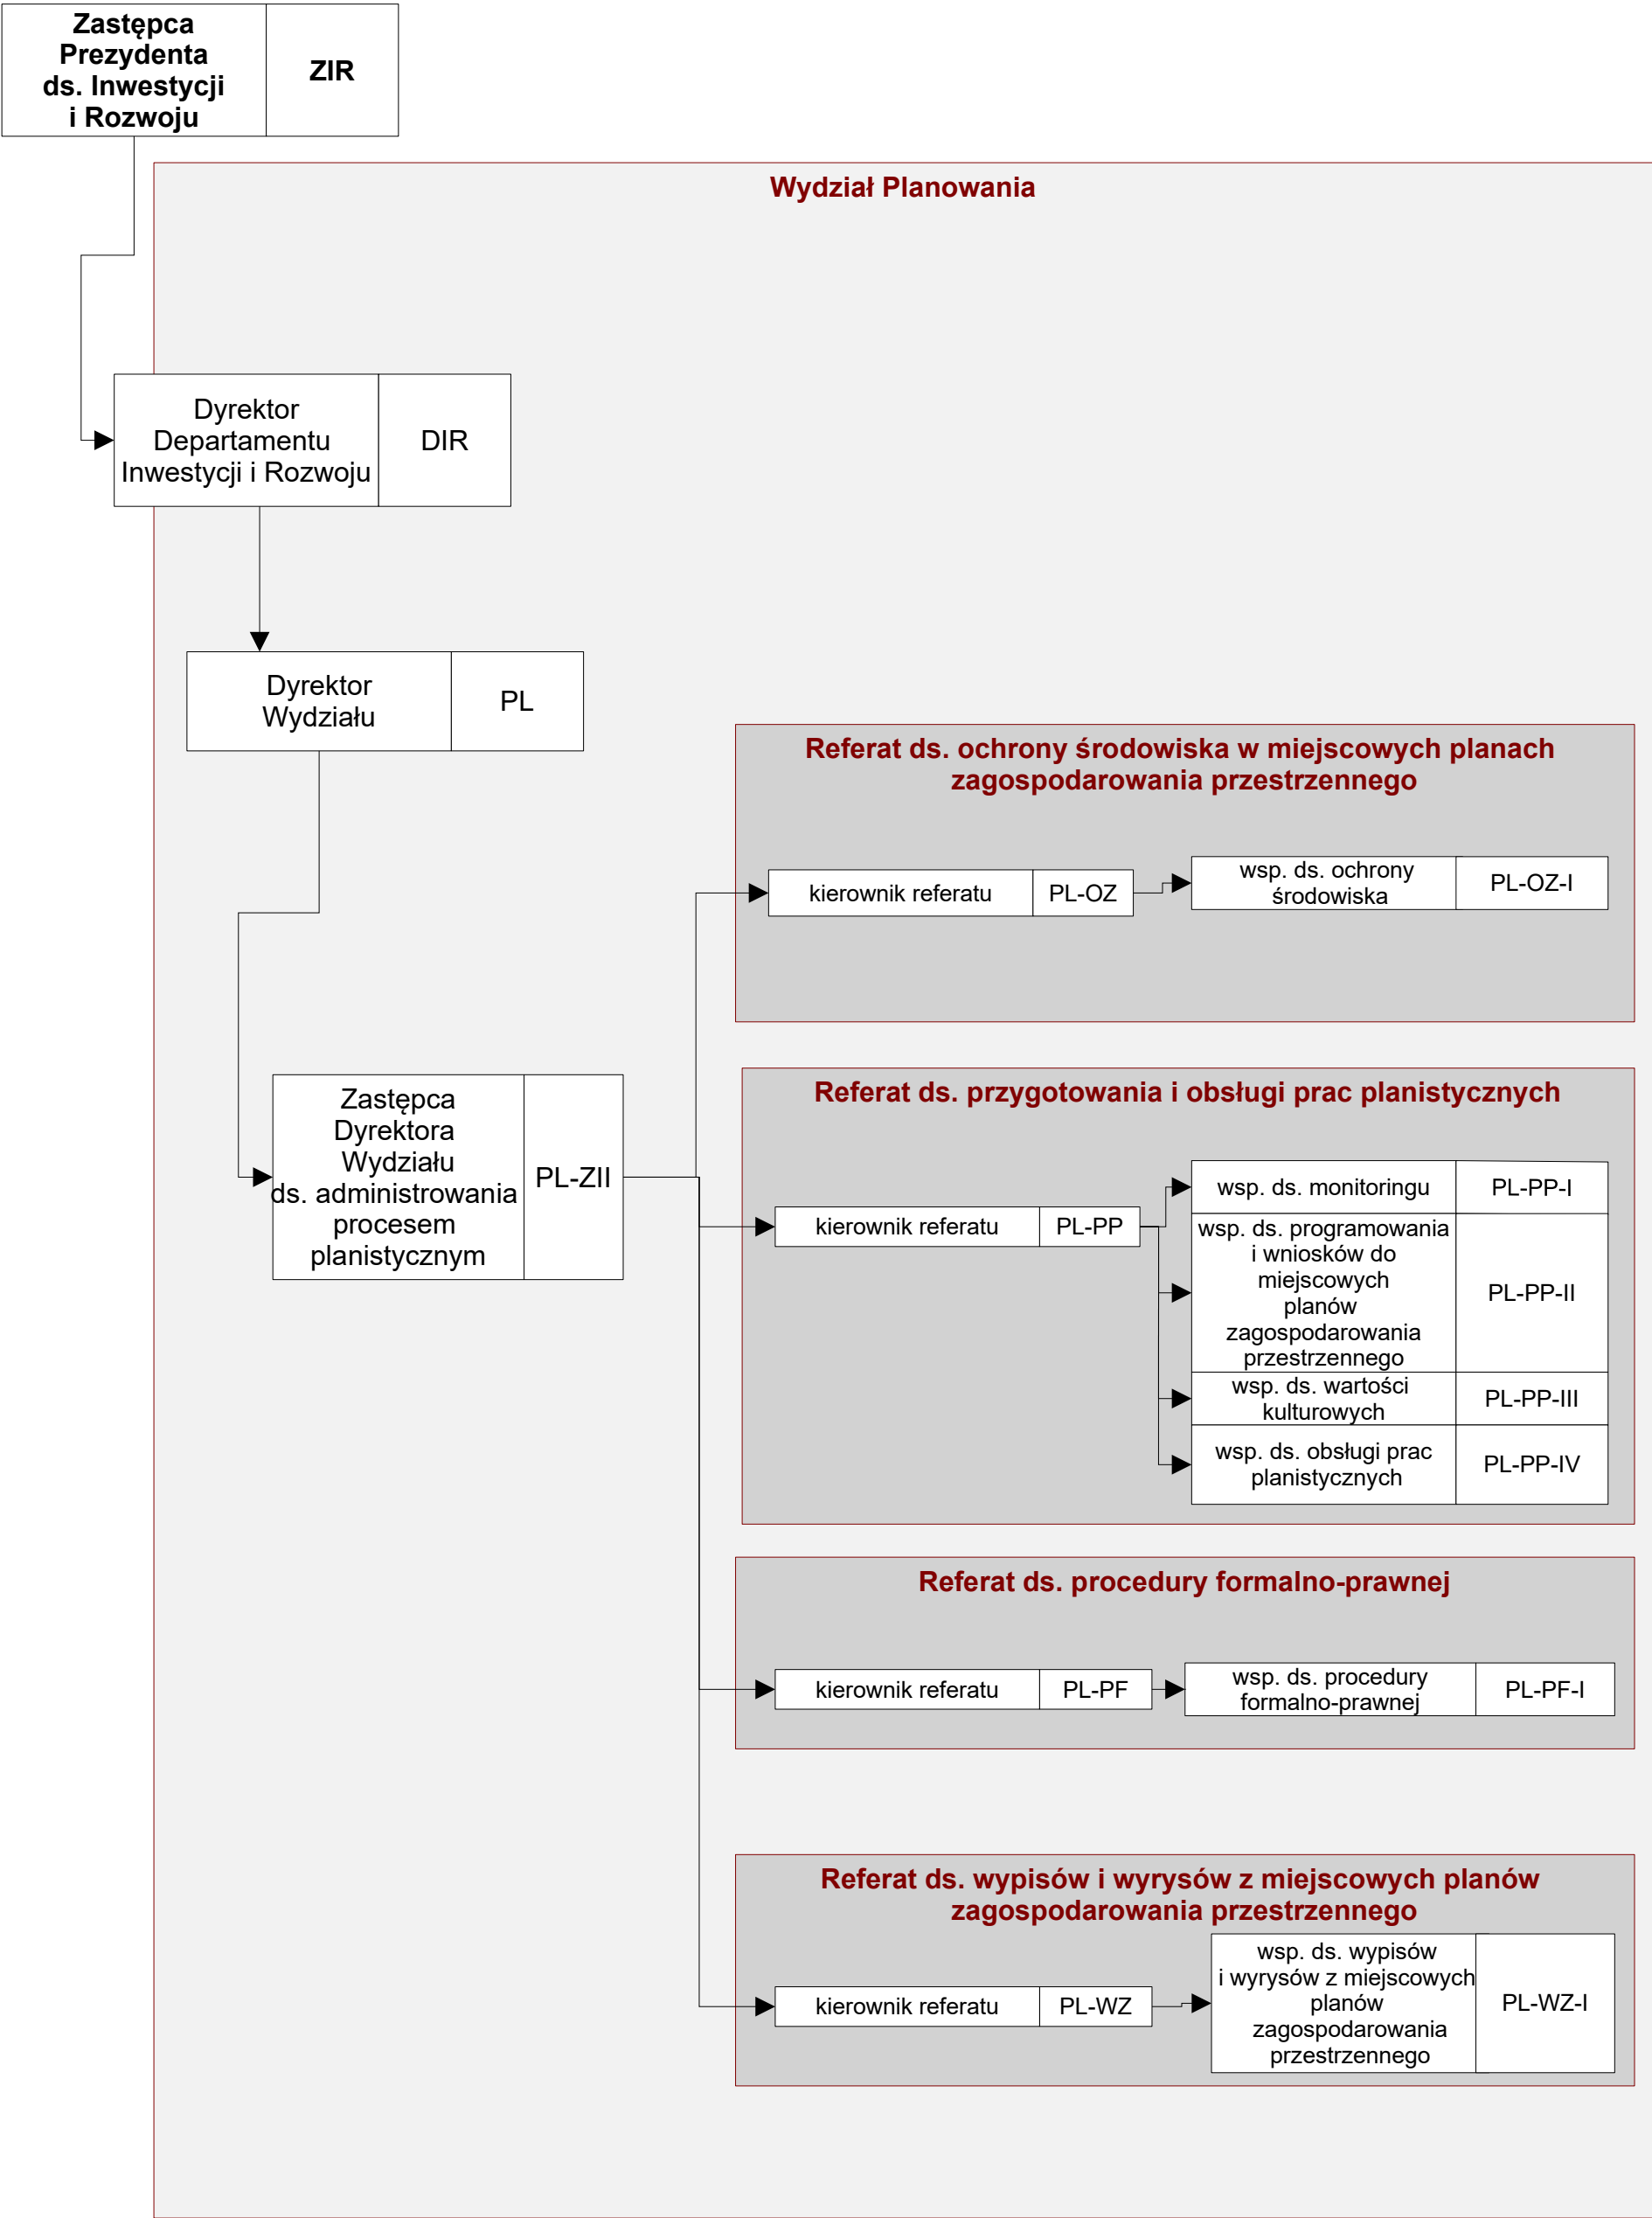 Zastępca
Prezydenta
ds. Inwestycji
i Rozwoju
ZIR
Wydział Planowania
Dyrektor
Departamentu
Inwestycji i Rozwoju
DIR
Dyrektor
Wydziału
PL
Referat ds. ochrony środowiska w miejscowych planach
zagospodarowania przestrzennego
kierownik referatu
PL-OZ
wsp. ds. ochrony
środowiska
PL-OZ-I
Zastępca
Dyrektora
Wydziału
ds. administrowania
procesem
planistycznym
PL-ZII
Referat ds. przygotowania i obsługi prac planistycznych
kierownik referatu
PL-PP
wsp. ds. monitoringu
PL-PP-I
wsp. ds. programowania
i wniosków do
miejscowych
planów
zagospodarowania
przestrzennego
PL-PP-II
wsp. ds. wartości
kulturowych
PL-PP-III
wsp. ds. obsługi prac
planistycznych
PL-PP-IV
Referat ds. procedury formalno-prawnej
kierownik referatu
PL-PF
wsp. ds. procedury
formalno-prawnej
PL-PF-I
Referat ds. wypisów i wyrysów z miejscowych planów
zagospodarowania przestrzennego
kierownik referatu
PL-WZ
wsp. ds. wypisów
i wyrysów z miejscowych
planów
zagospodarowania
przestrzennego
PL-WZ-I